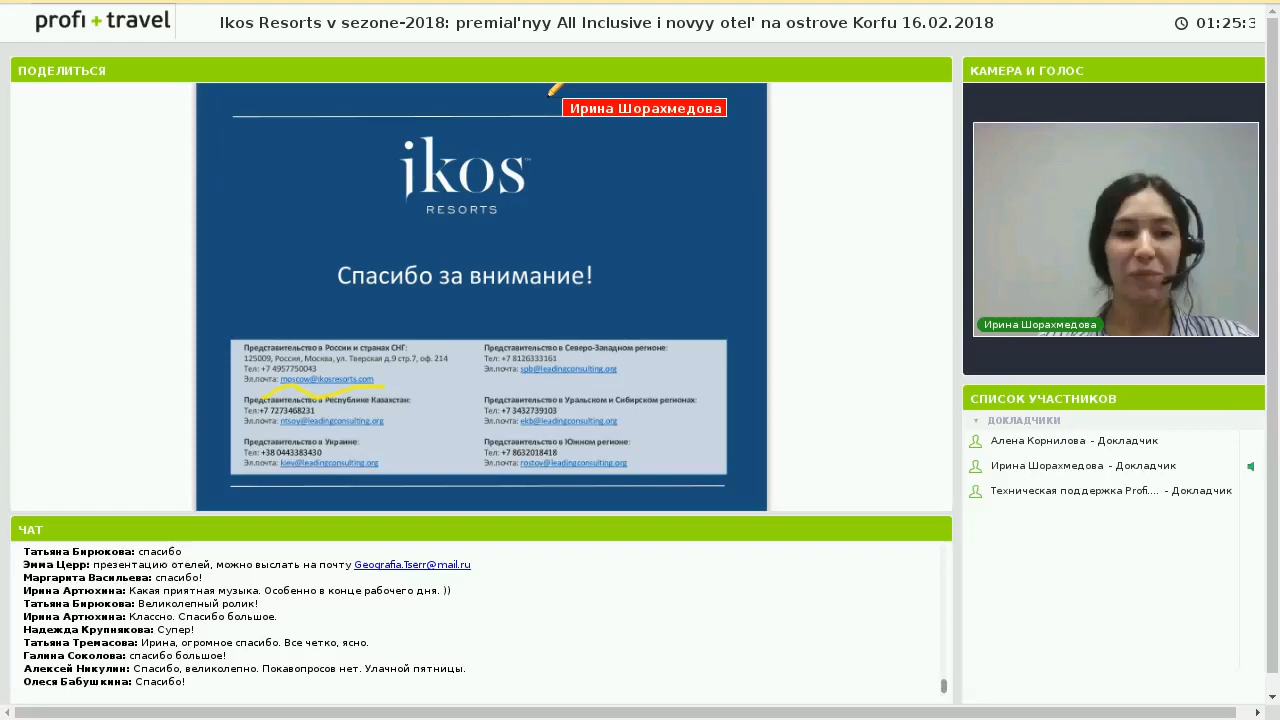 profi + travel
Ikos Resorts v sezone-2018: premial'nyy All Inclusive i novyy otel' na ostrove Korfu 16.02.2018
01:25:3
ПОДЕЛИТЬСЯ
Ирина Шорахмедова
ikos
RESORTS
Спасибо за внимание!
Представительство в России и странах СНГ:
125009, Россия, Москва, ул. Тверская д.9 стр.7, оф. 214
Тел: +7 4957750043
Эл.почта: moscow@ikosresorts.com
Представительство в Республике Казахстан:
Тел:+7 7273468231
Эл.почта: ntsoy@leadingconsulting.org
Представительство в Украине:
Тел: +38 0443383430
Эл.почта: kiev@leadingconsulting.org
Представительство в Северо-Западном регионе:
Тел: +7 8126333161
Эл.почта: spb@leadingconsulting.org
Представительство в Уральском и Сибирском регионах:
Тел: +7 3432739103
Эл.почта: ekb@leadingconsulting.org
Представительство в Южном регионе:
Тел: +7 8632018418
Эл.почта: rostov@leadingconsulting.org
КАМЕРА И ГОЛОС
Ирина Шорахмедова
СПИСОК УЧАСТНИКОВ
ДОКЛАДЧИКИ
Алена Корнилова - Докладчик
Ирина Шорахмедова - Докладчик
Техническая поддержка Profi.... - Докладчик
ЧАТ
Татьяна Бирюкова: спасибо
Эмма Церр: презентацию отелей, можно выслать на почту Geografia.Tserr@mail.ru
Маргарита Васильева: спасибо!
Ирина Артюхина: Какая приятная музыка. Особенно в конце рабочего дня. ))
Татьяна Бирюкова: Великолепный ролик!
Ирина Артюхина: Классно. Спасибо большое.
Надежда Крупнякова: Супер!
Татьяна Тремасова: Ирина, огромное спасибо. Все четко, ясно.
Галина Соколова: спасибо большое!
Алексей Никулин: Спасибо, великолепно. Покавопросов нет. Улачной пятницы.
Олеся Бабушкина: Спасибо!